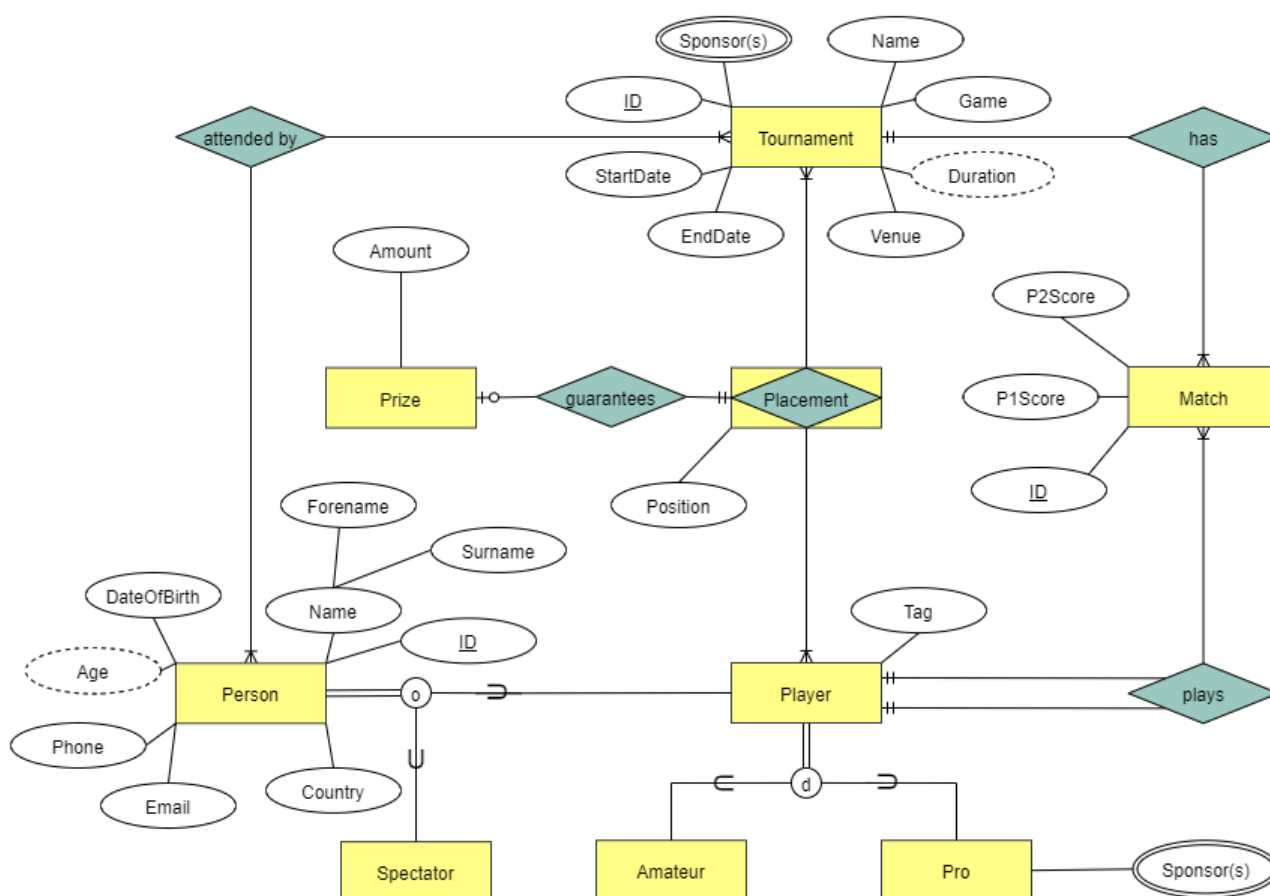 Sponsor(s)
Name
ID
Game
attended by
Tournament
has
StartDate
Duration
EndDate
Venue
Amount
P2Score
Prize
guarantees
Placement
P1Score
Match
Position
ID
Forename
Surname
DateOfBirth
Name
Tag
ID
Age
Person
o
Player
plays
Phone
Email
Country
d
Spectator
Amateur
Pro
Sponsor(s)